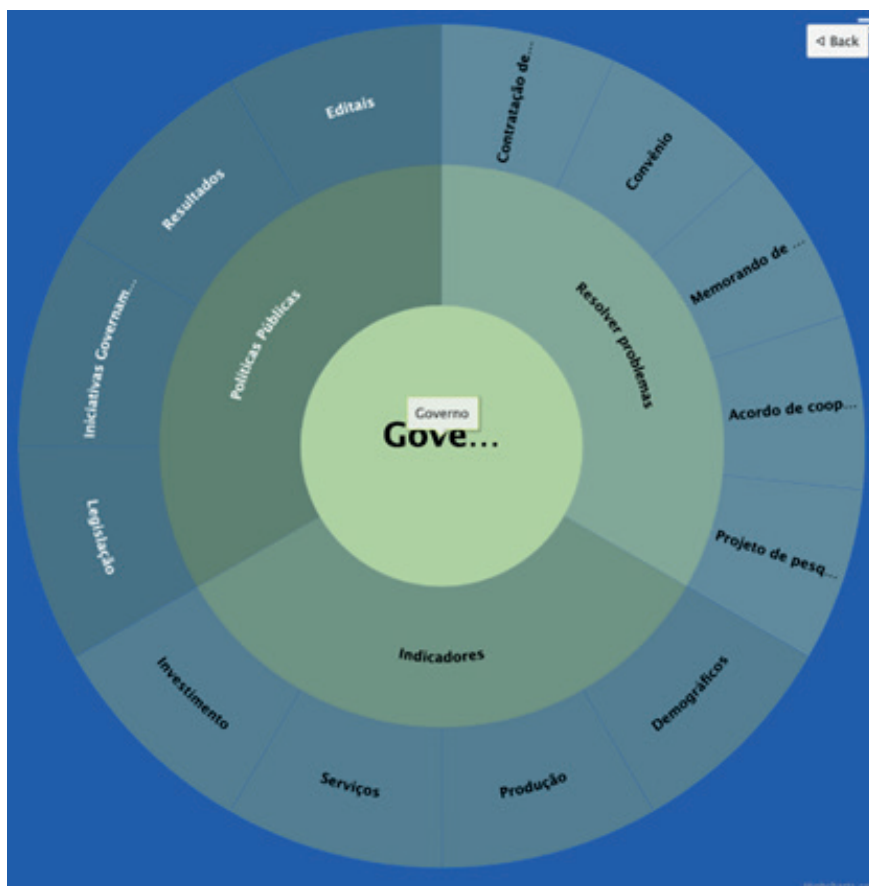 ◁ Back
Editais
Contratação de...
Resultados
Convênio
Iniciativas Governam...
Políticas Públicas
Resolver problemas
Memorando de ...
Governo
Gove...
Acordo de coop...
Legislação
Projeto de pesq...
Indicadores
Investimento
Demográficos
Serviços
Produção